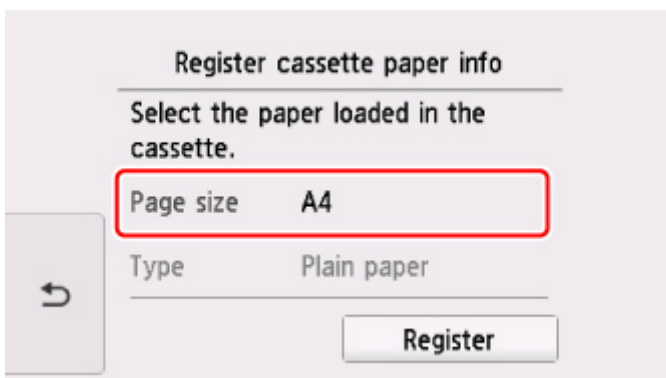 Register cassette paper info
Select the paper loaded in the
cassette.
Page size A4
Type Plain paper
Register